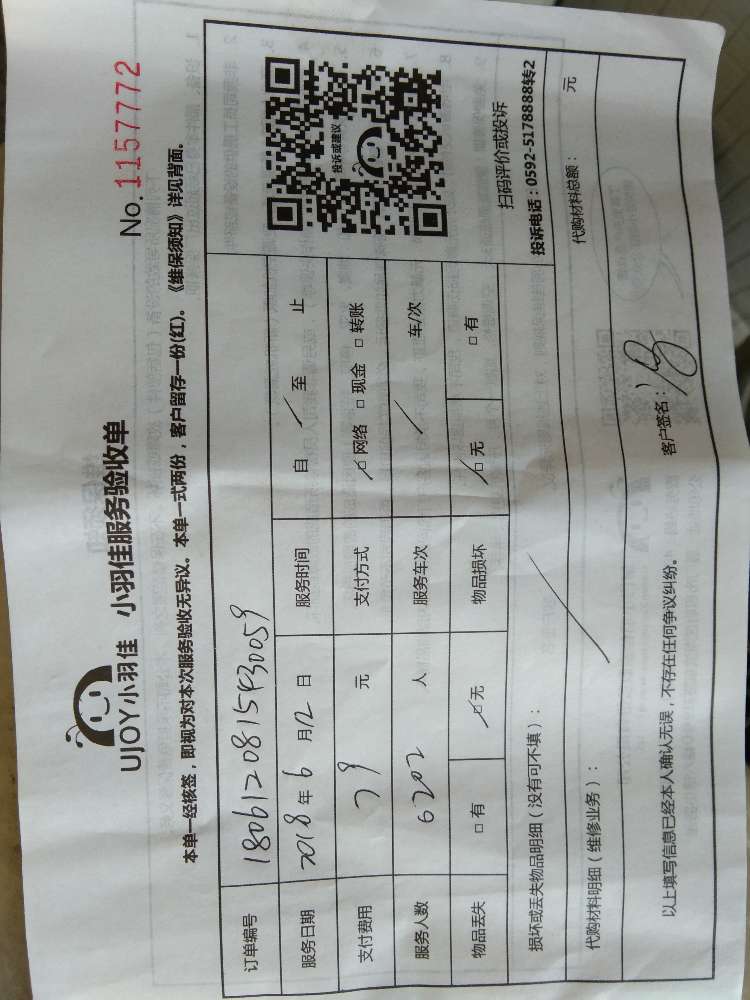 UJOY小羽佳 小羽佳服务验收单
No.1157772
本单一经核签，即视为对本次服务验收无异议。本单一式两份，客户留存一份(红)。《维保须知》详见背面。
订单编号 1806120815430059
服务日期 2018年6月12日 服务时间 自 / 至 止
支付费用 79 元 支付方式 ☑网络 □现金 □转账
服务人数 6202 人 服务车次 / 车/次
物品丢失 □有 ☑无 物品损坏 ☑无 □有
投诉或建议
扫码评价或投诉
投诉电话：0592-5178888转2
损坏或丢失物品明细（没有可不填）：
代购材料明细（维修业务）： 代购材料总额： 元
以上填写信息已经本人确认无误，不存在任何争议纠纷。 客户签名：